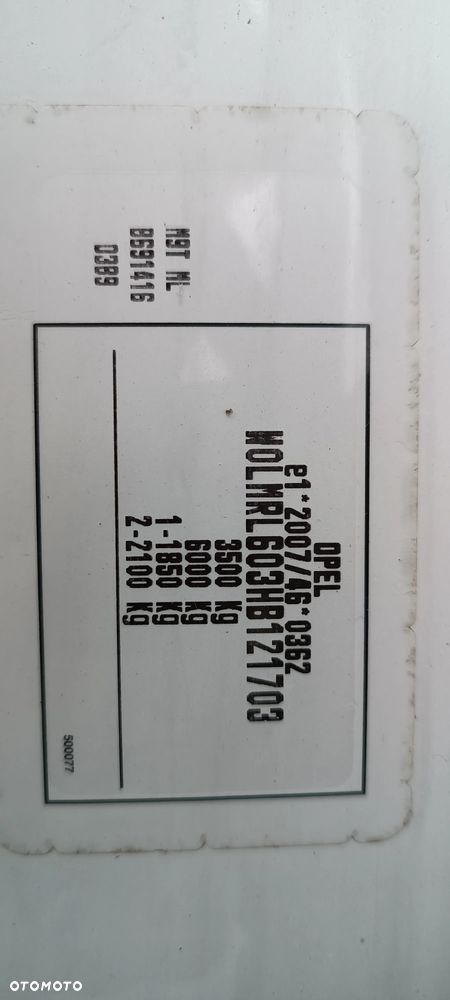 M9T ML
B691416
0389
OPEL
e1*2007/46*0362
W0LMRL603HB121703
3500 Kg
6000 Kg
1-1850 Kg
2-2100 Kg
500077
OTOMOTO